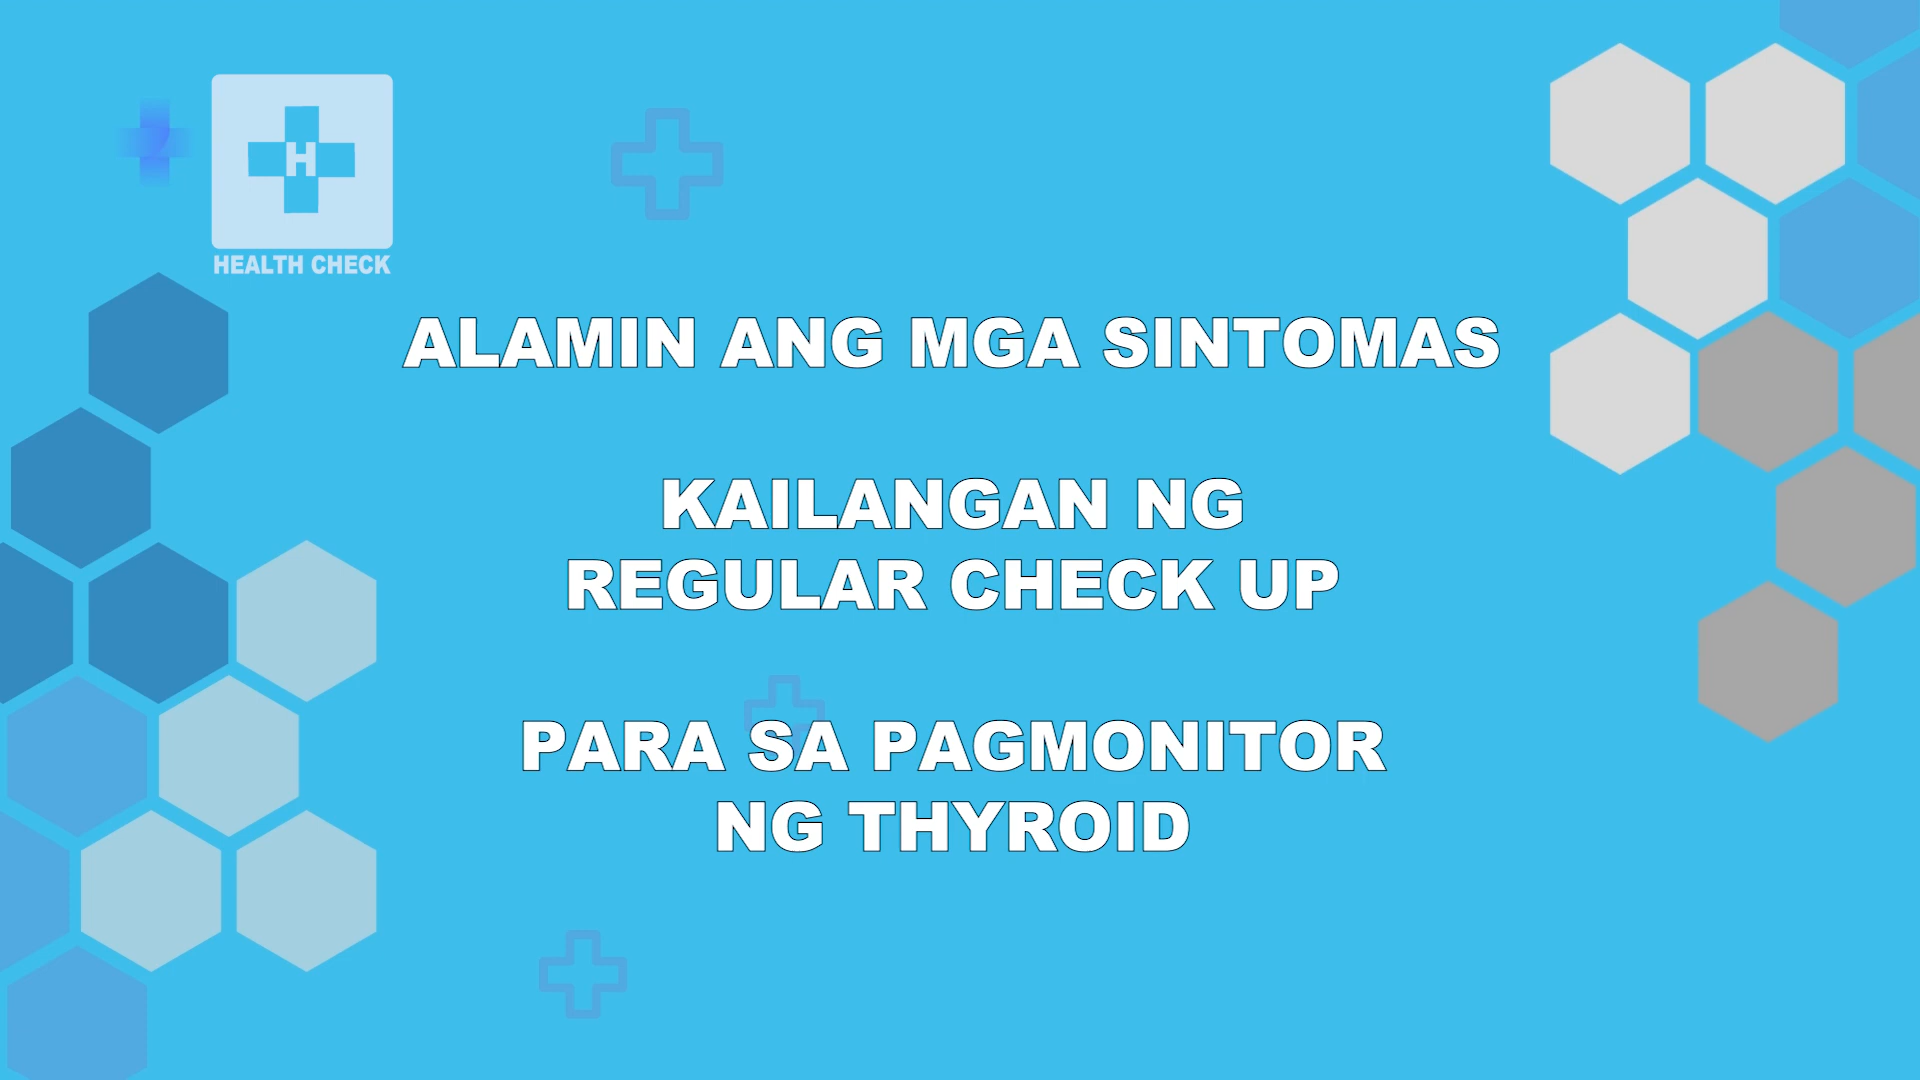 H
HEALTH CHECK
ALAMIN ANG MGA SINTOMAS
KAILANGAN NG
REGULAR CHECK UP
PARA SA PAGMONITOR
NG THYROID